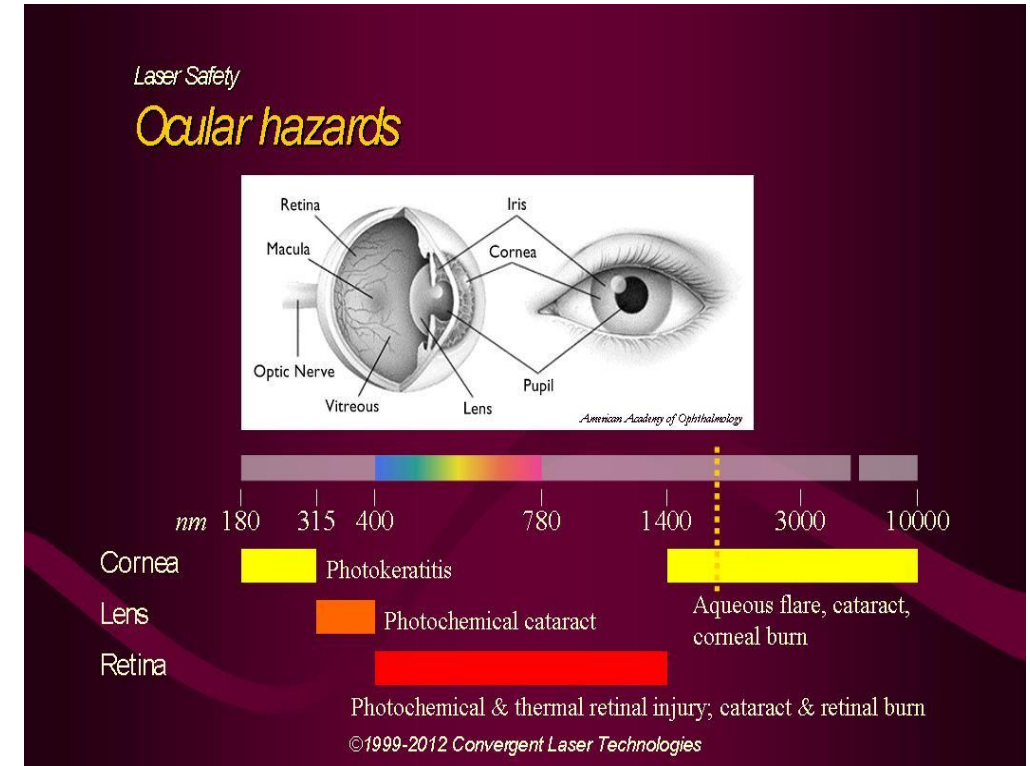 Laser Safety
Ocular hazards
Retina
Iris
Macula
Cornea
Optic Nerve
Pupil
Vitreous
Lens
American Academy of Ophthalmology
nm 180 315 400 780 1400 3000 10000
Cornea
Photokeratitis
Aqueous flare, cataract,
corneal burn
Lens
Photochemical cataract
Retina
Photochemical & thermal retinal injury; cataract & retinal burn
©1999-2012 Convergent Laser Technologies